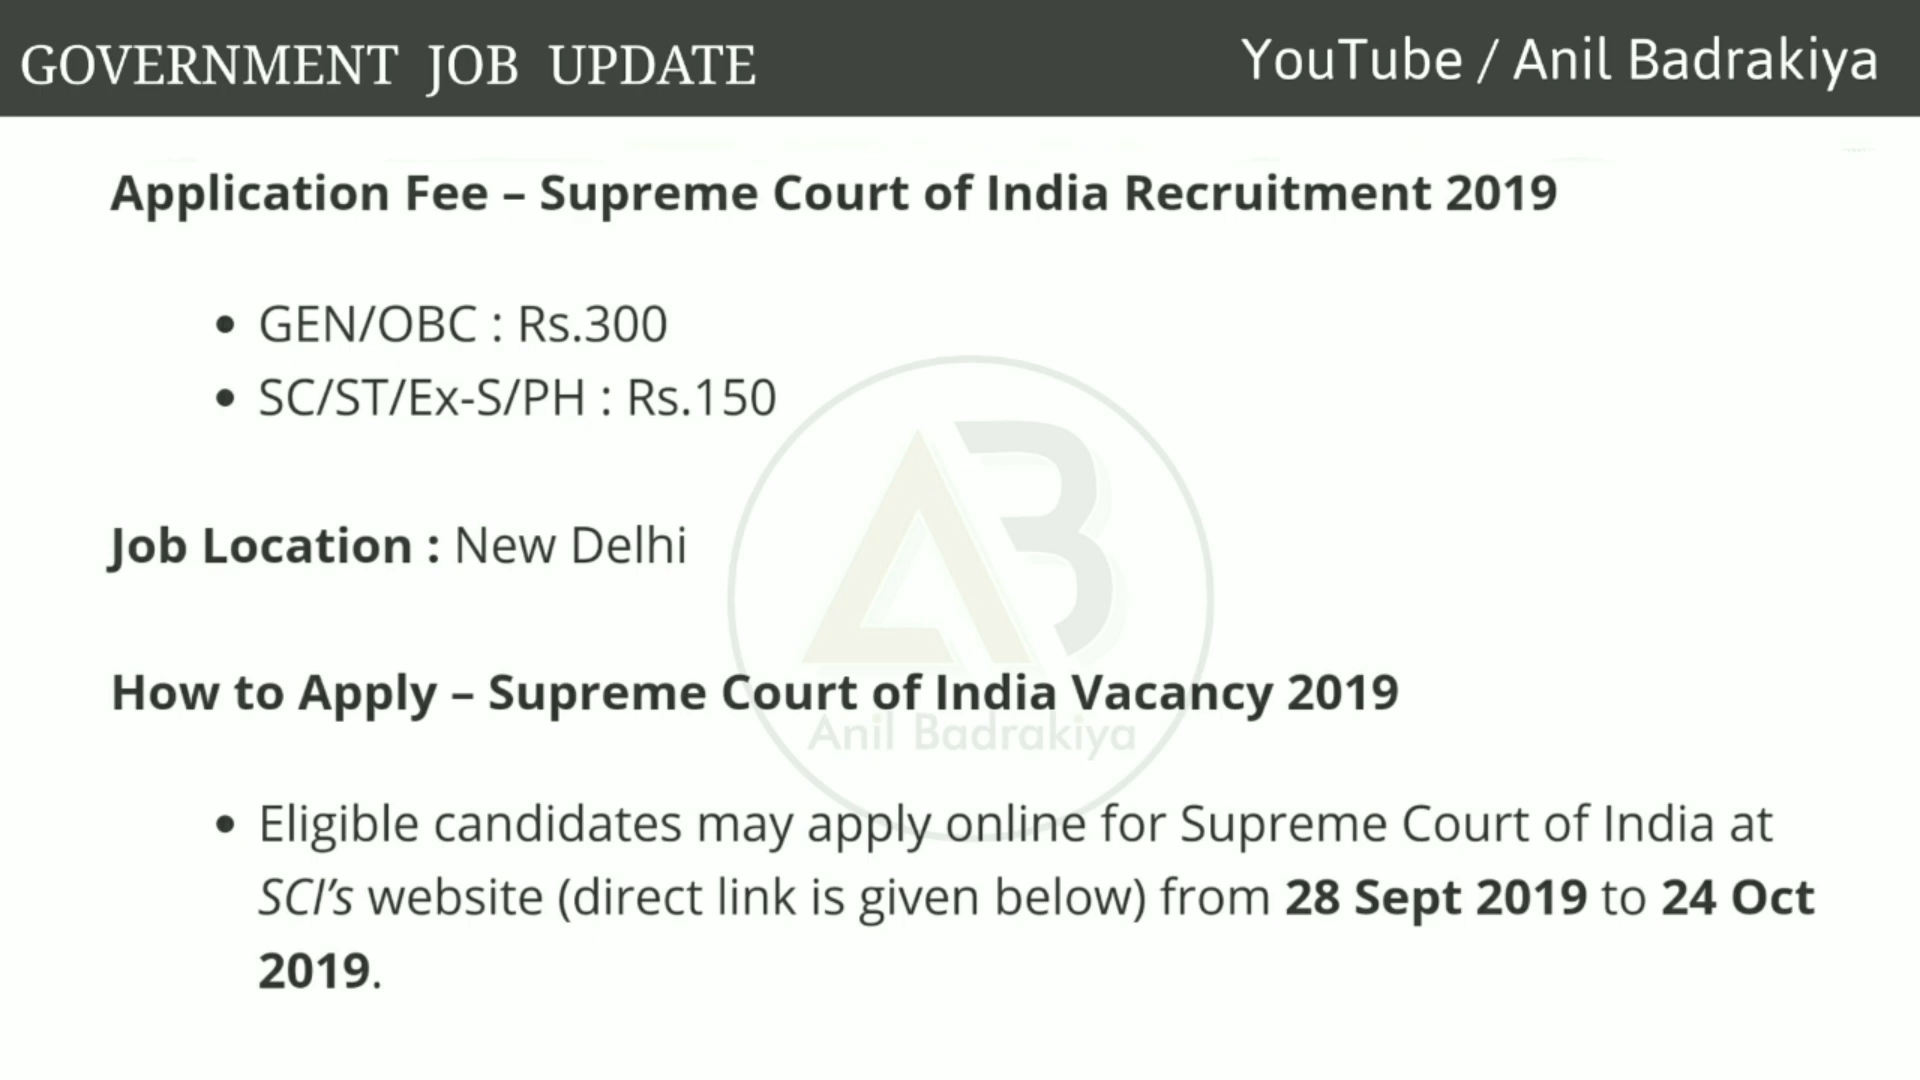 GOVERNMENT JOB UPDATE
YouTube / Anil Badrakiya
Application Fee – Supreme Court of India Recruitment 2019
• GEN/OBC : Rs.300
• SC/ST/Ex-S/PH : Rs.150
Job Location : New Delhi
How to Apply – Supreme Court of India Vacancy 2019
AB
Anil Badrakiya
• Eligible candidates may apply online for Supreme Court of India at
SCI’s website (direct link is given below) from 28 Sept 2019 to 24 Oct
2019.